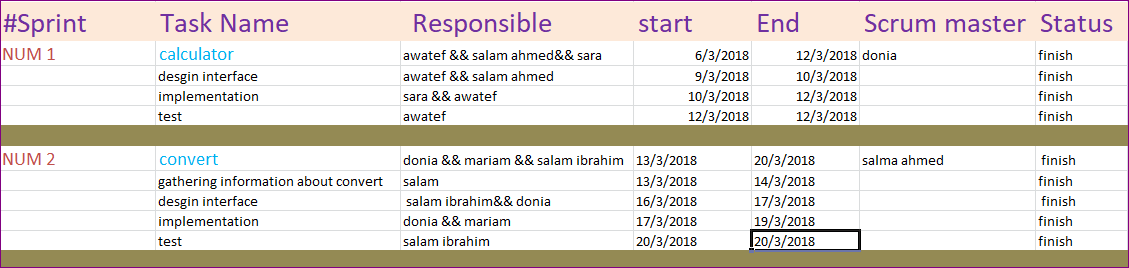 #Sprint Task Name Responsible start End Scrum master Status
NUM 1 calculator awatef && salam ahmed&& sara 6/3/2018 12/3/2018 donia finish
desgin interface awatef && salam ahmed 9/3/2018 10/3/2018 finish
implementation sara && awatef 10/3/2018 12/3/2018 finish
test awatef 12/3/2018 12/3/2018 finish
NUM 2 convert donia && mariam && salam ibrahim 13/3/2018 20/3/2018 salma ahmed finish
gathering information about convert salam 13/3/2018 14/3/2018 finish
desgin interface salam ibrahim&& donia 16/3/2018 17/3/2018 finish
implementation donia && mariam 17/3/2018 19/3/2018 finish
test salam ibrahim 20/3/2018 20/3/2018 finish